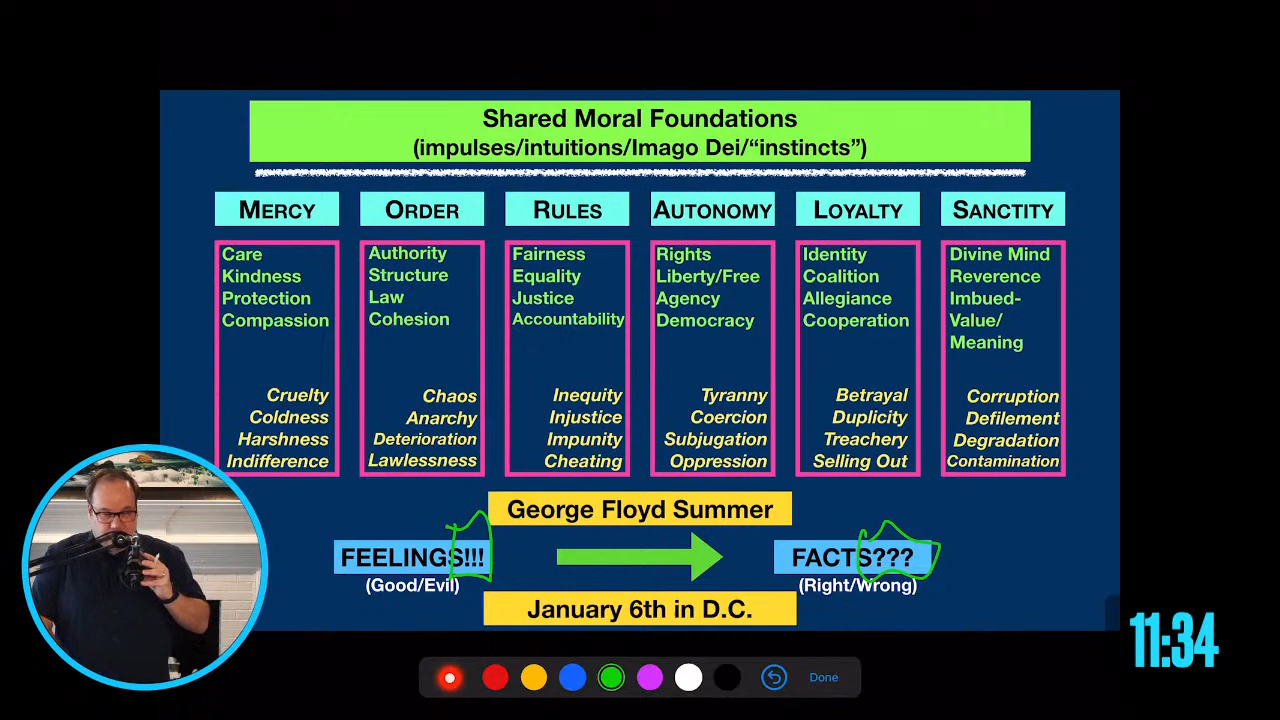 Shared Moral Foundations
(impulses/intuitions/Imago Dei/“instincts”)
MERCY
Care
Kindness
Protection
Compassion
Cruelty
Coldness
Harshness
Indifference
ORDER
Authority
Structure
Law
Cohesion
Chaos
Anarchy
Deterioration
Lawlessness
RULES
Fairness
Equality
Justice
Accountability
Inequity
Injustice
Impunity
Cheating
AUTONOMY
Rights
Liberty/Free
Agency
Democracy
Tyranny
Coercion
Subjugation
Oppression
LOYALTY
Identity
Coalition
Allegiance
Cooperation
Betrayal
Duplicity
Treachery
Selling Out
SANCTITY
Divine Mind
Reverence
Imbued-
Value/
Meaning
Corruption
Defilement
Degradation
Contamination
George Floyd Summer
FEELINGS!!!
(Good/Evil)
FACTS???
(Right/Wrong)
January 6th in D.C.
11:34
Done